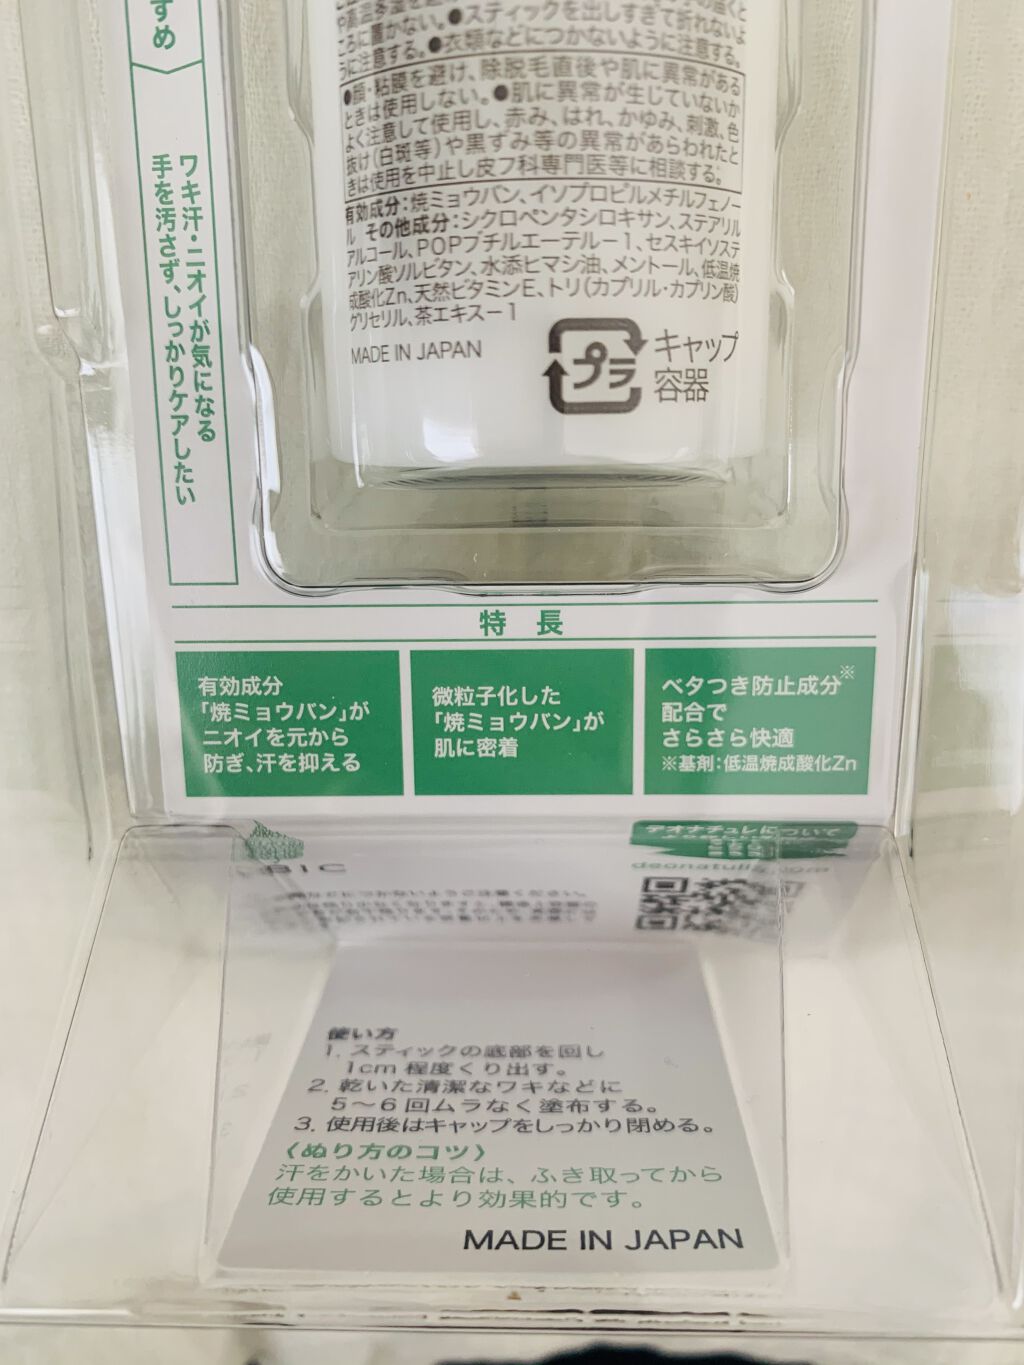 すめ
ワキ汗・ニオイが気になる
手を汚さず、しっかりケアしたい
ろに置かない。●スティックを出しすぎて折れないよ
うに注意する。●衣類などにつかないように注意する。
●顔・粘膜を避け、除脱毛直後や肌に異常がある
ときは使用しない。●肌に異常が生じていないか
よく注意して使用し、赤み、はれ、かゆみ、刺激、色
抜け(白斑等)や黒ずみ等の異常があらわれたと
きは使用を中止し皮フ科専門医等に相談する。
有効成分:焼ミョウバン、イソプロピルメチルフェノー
ル その他成分:シクロペンタシロキサン、ステアリル
アルコール、POPブチルエーテル-1、セスキイソステ
アリン酸ソルビタン、水添ヒマシ油、メントール、低温焼
成酸化Zn、天然ビタミンE、トリ(カプリル・カプリン酸)
グリセリル、茶エキス-1
MADE IN JAPAN
プラ
キャップ
容器
特 長
有効成分
「焼ミョウバン」が
ニオイを元から
防ぎ、汗を抑える
微粒子化した
「焼ミョウバン」が
肌に密着
ベタつき防止成分※
配合で
さらさら快適
※基剤:低温焼成酸化Zn
デオナチュレについて
使い方
1. スティックの底部を回し
1cm 程度くり出す。
2. 乾いた清潔なワキなどに
5～6回ムラなく塗布する。
3. 使用後はキャップをしっかり閉める。
〈ぬり方のコツ〉
汗をかいた場合は、ふき取ってから
使用するとより効果的です。
MADE IN JAPAN